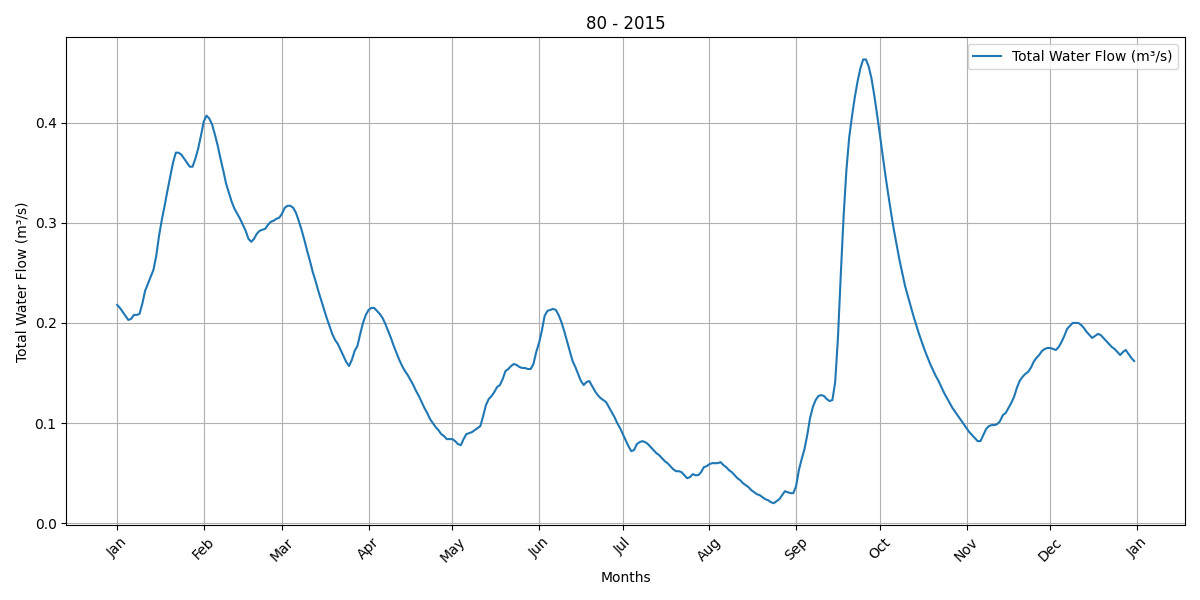 80 - 2015
Total Water Flow (m³/s)
Total Water Flow (m³/s)
0.4
0.3
0.2
0.1
0.0
Jan Feb Mar Apr May Jun Jul Aug Sep Oct Nov Dec Jan
Months